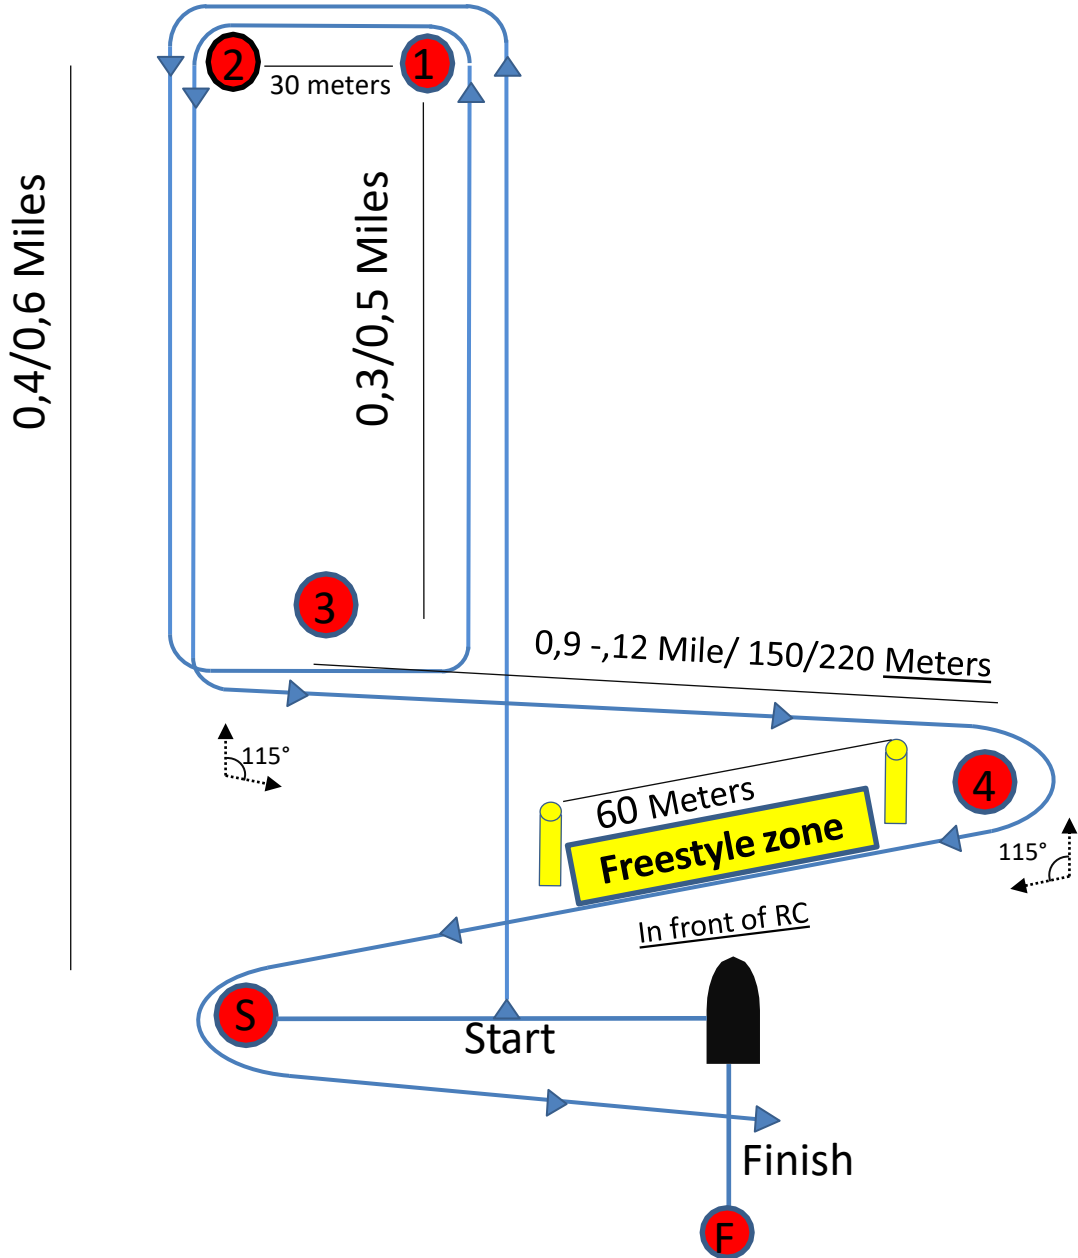 2
1
30 meters
0,4/0,6 Miles
0,3/0,5 Miles
3
0,9 -,12 Mile/ 150/220 Meters
115°
4
60 Meters
Freestyle zone
115°
In front of RC
S
Start
Finish
F